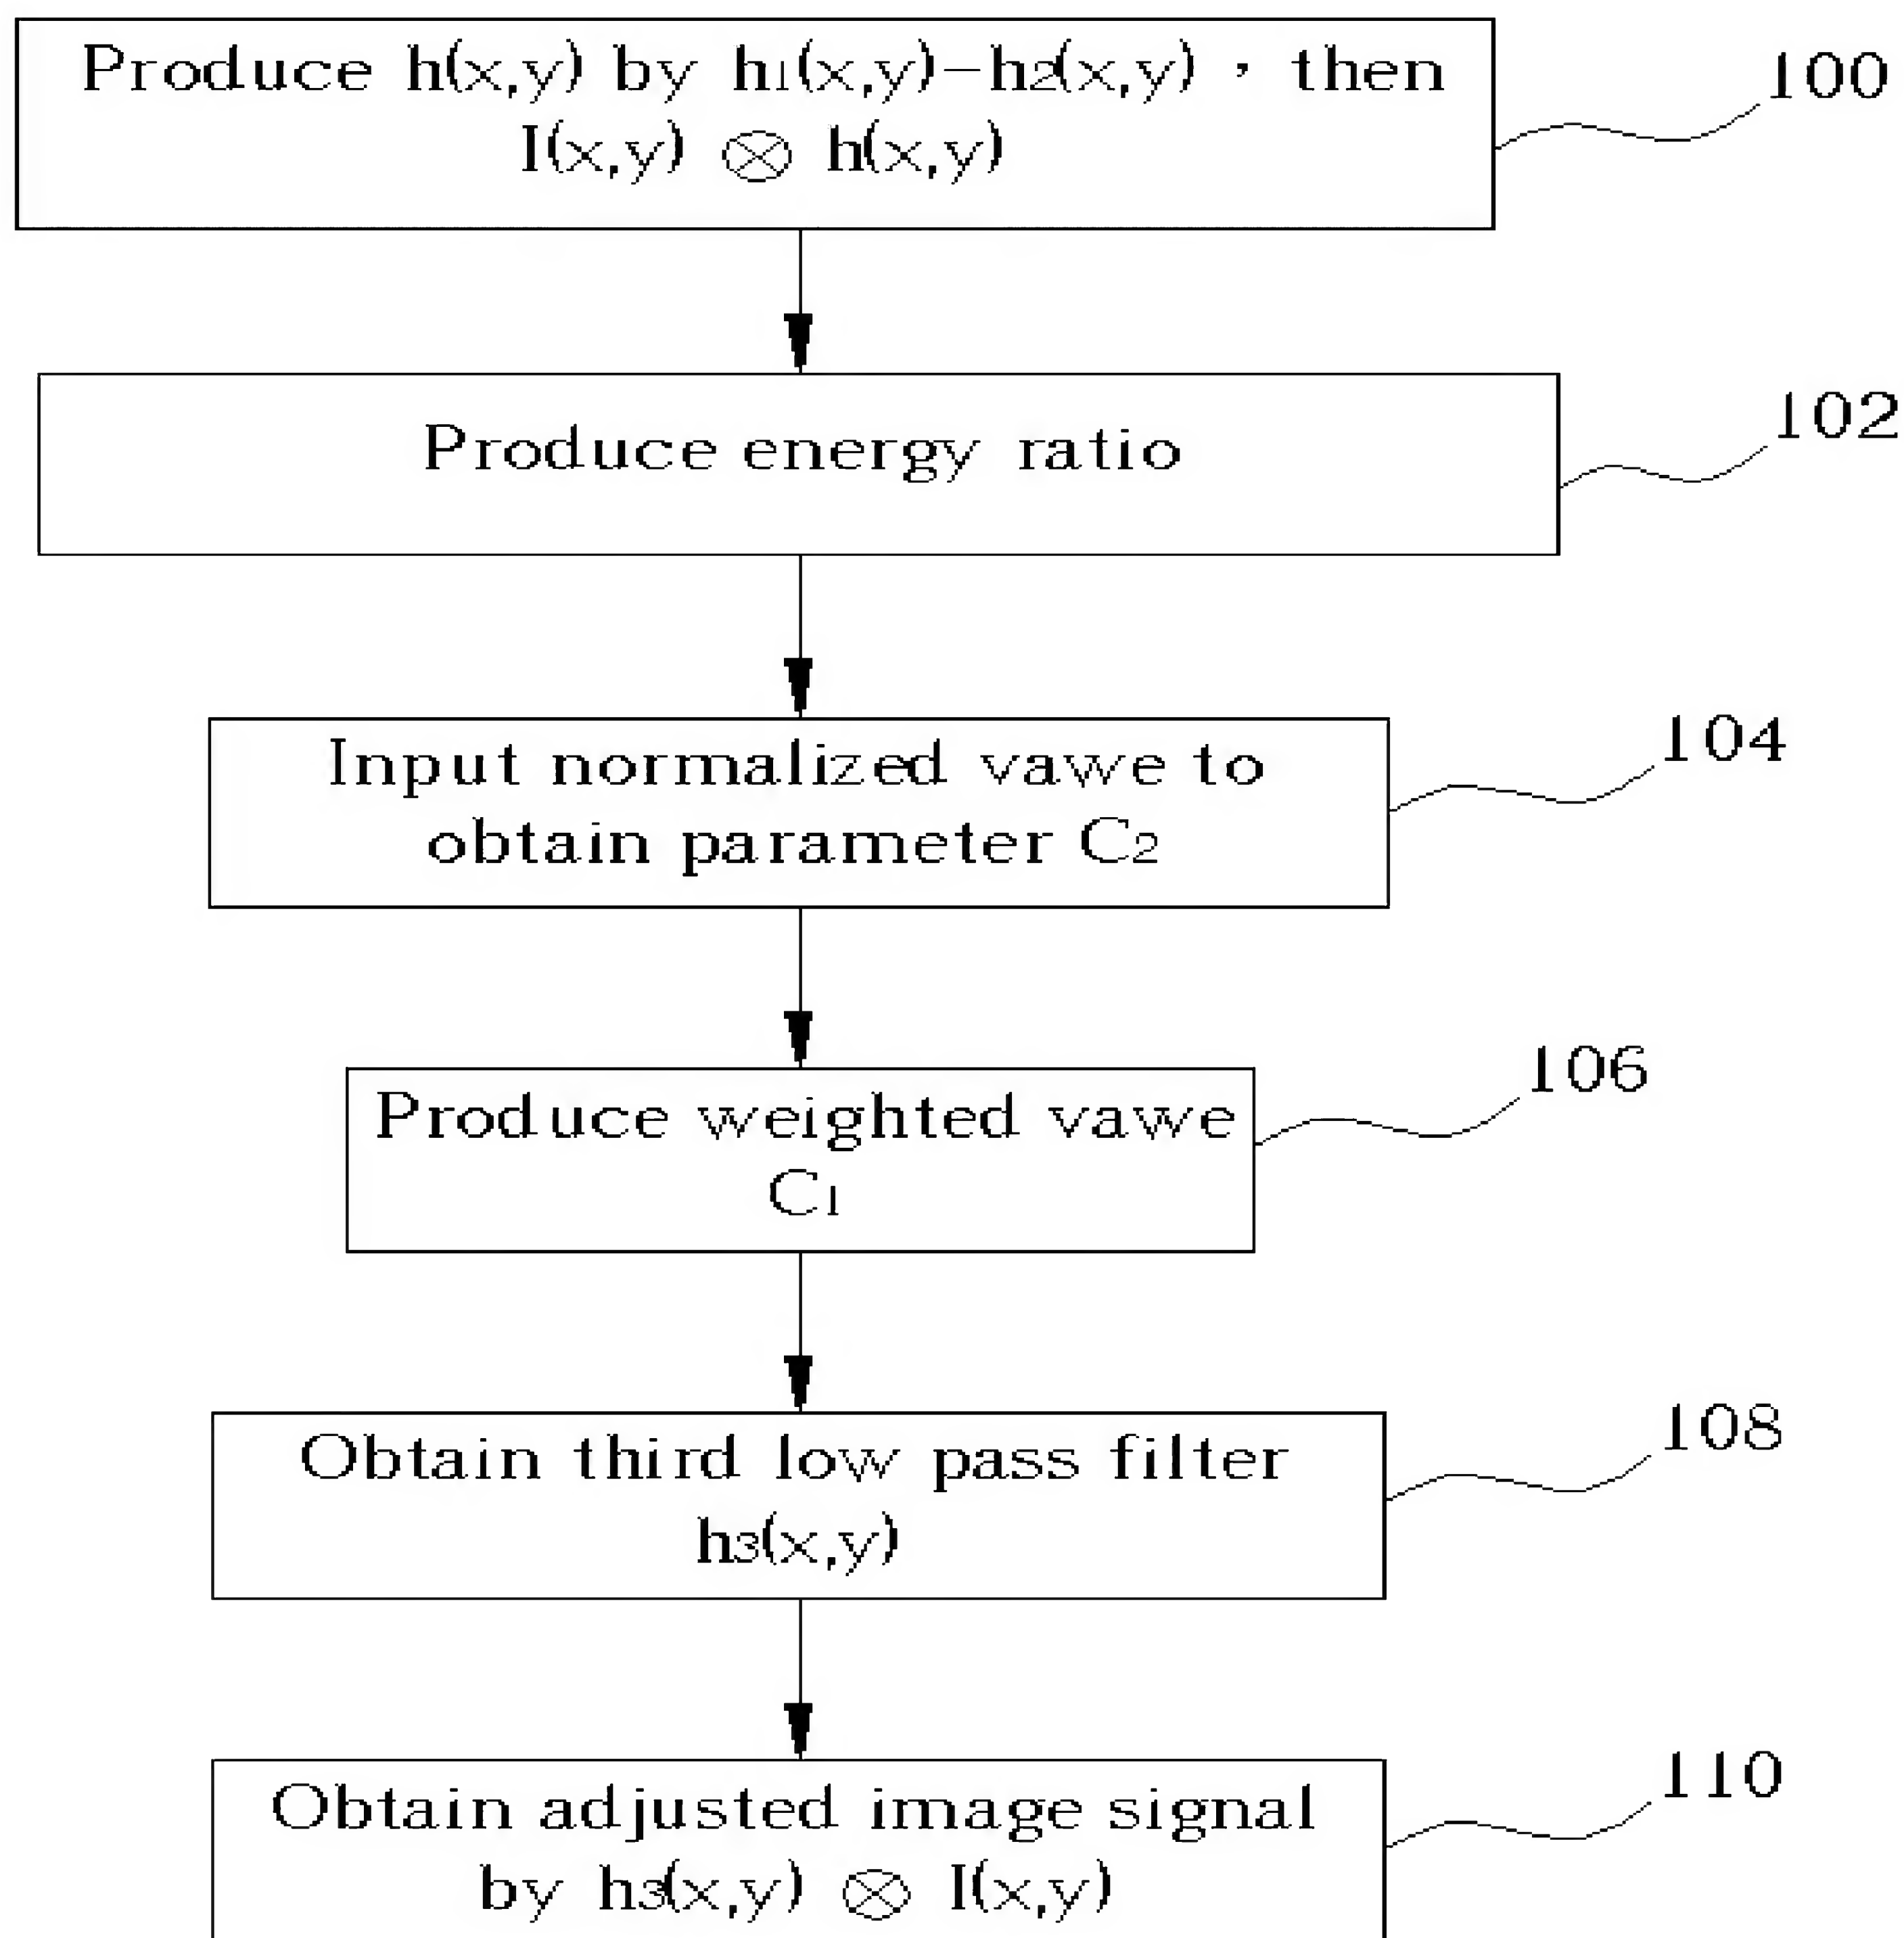 Produce h(x,y) by h1(x,y)-h2(x,y) , then
I(x,y) ⊗ h(x,y)
100
Produce energy ratio
102
Input normalized vawe to
obtain parameter C2
104
Produce weighted vawe
C1
106
Obtain third low pass filter
h3(x,y)
108
Obtain adjusted image signal
by h3(x,y) ⊗ I(x,y)
110